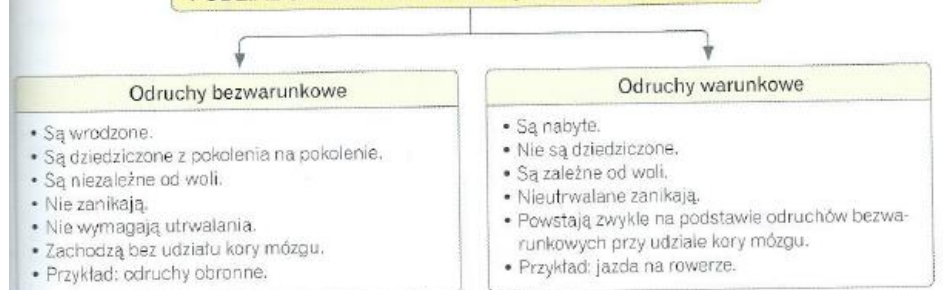 Odruchy bezwarunkowe
• Są wrodzone.
• Są dziedziczone z pokolenia na pokolenie.
• Są niezależne od woli.
• Nie zanikają.
• Nie wymagają utrwalania.
• Zachodzą bez udziału kory mózgu.
• Przykład: odruchy obronne.
Odruchy warunkowe
• Są nabyte.
• Nie są dziedziczone.
• Są zależne od woli.
• Nieutrwalane zanikają.
• Powstają zwykle na podstawie odruchów bezwa-
runkowych przy udziale kory mózgu.
• Przykład: jazda na rowerze.